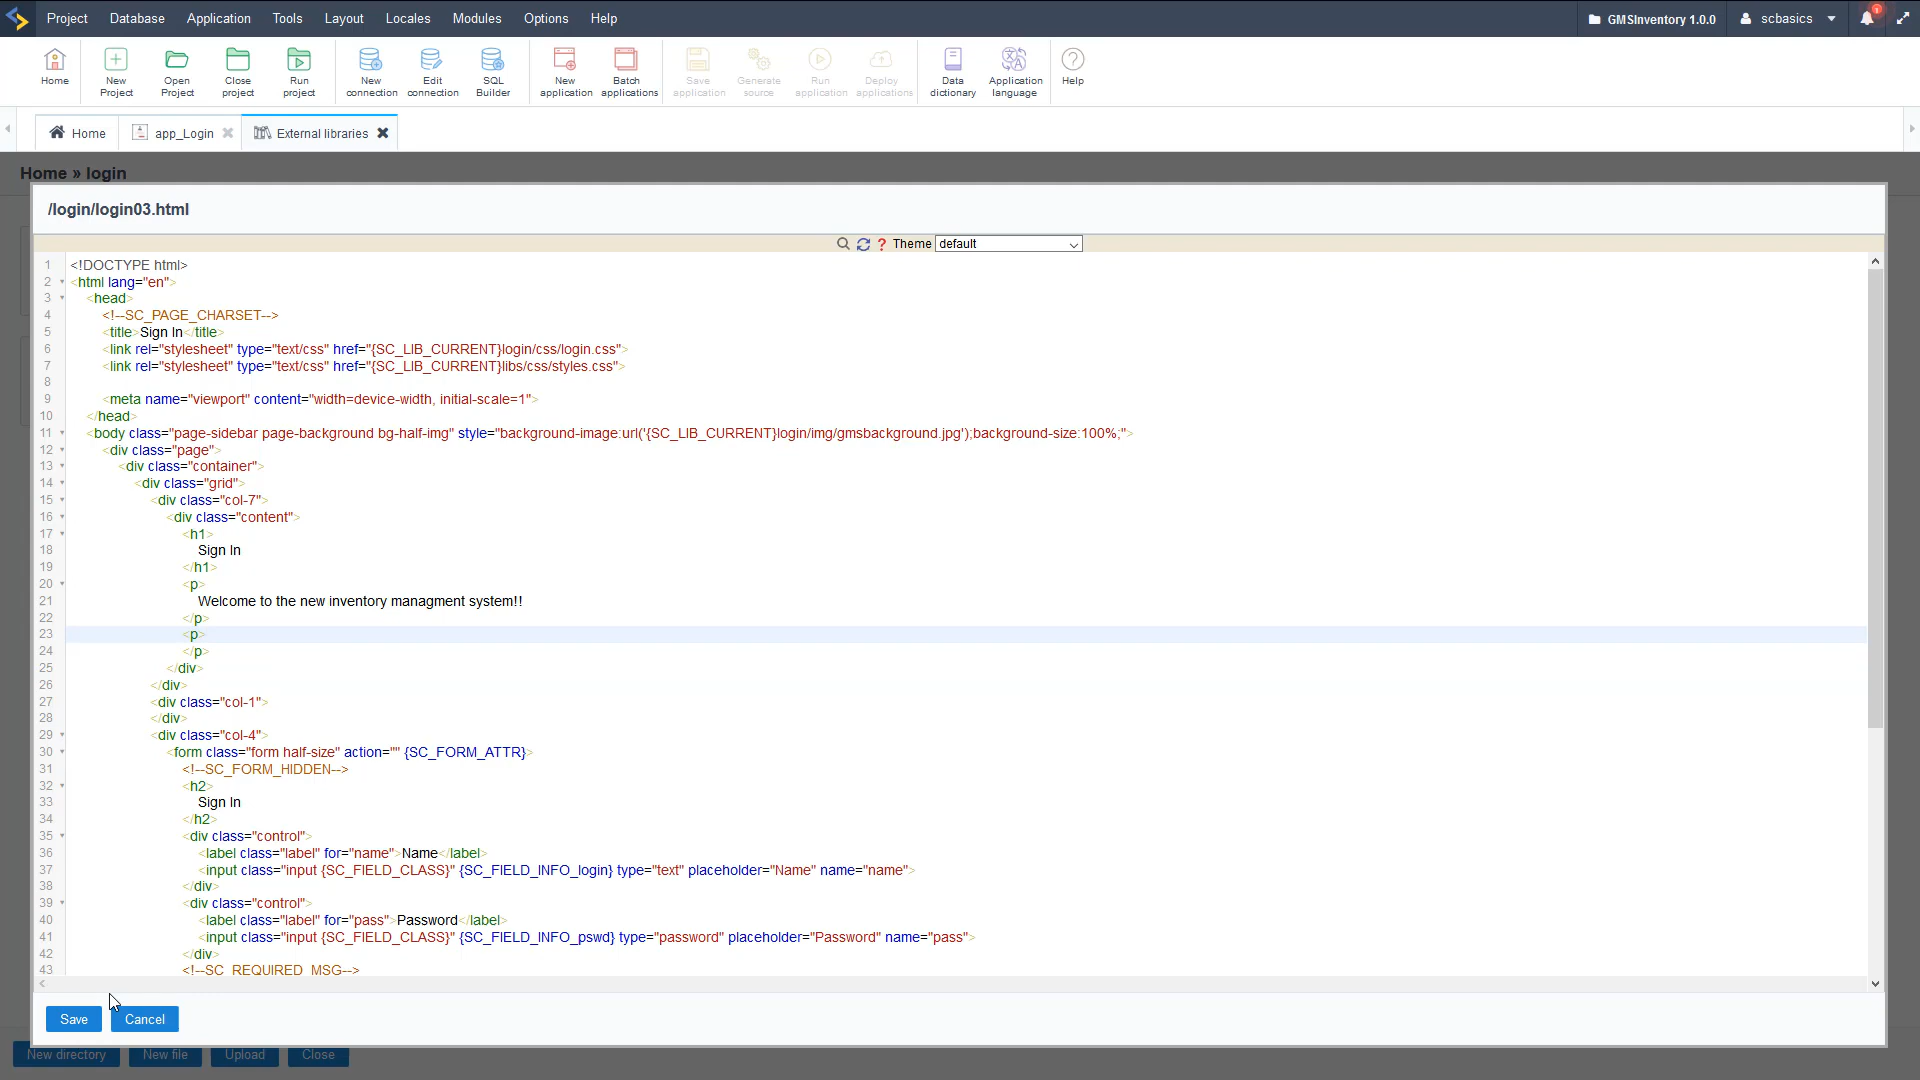 Project Database Application Tools Layout Locales Modules Options Help GMSInventory 1.0.0 scbasics 1
Home New Project Open Project Close project Run project New connection Edit connection SQL Builder New application Batch applications Save application Generate source Run application Deploy applications Data dictionary Application language Help
Home app_Login External libraries
Home » login
/login/login03.html
? Theme default
1 <!DOCTYPE html>
2 <html lang="en">
3 <head>
4 <!--SC_PAGE_CHARSET-->
5 <title>Sign In</title>
6 <link rel="stylesheet" type="text/css" href="{SC_LIB_CURRENT}login/css/login.css">
7 <link rel="stylesheet" type="text/css" href="{SC_LIB_CURRENT}libs/css/styles.css">
8
9 <meta name="viewport" content="width=device-width, initial-scale=1">
10 </head>
11 <body class="page-sidebar page-background bg-half-img" style="background-image:url('{SC_LIB_CURRENT}login/img/gmsbackground.jpg');background-size:100%;">
12 <div class="page">
13 <div class="container">
14 <div class="grid">
15 <div class="col-7">
16 <div class="content">
17 <h1>
18 Sign In
19 </h1>
20 <p>
21 Welcome to the new inventory managment system!!
22 </p>
23 <p>
24 </p>
25 </div>
26 </div>
27 <div class="col-1">
28 </div>
29 <div class="col-4">
30 <form class="form half-size" action="" {SC_FORM_ATTR}>
31 <!--SC_FORM_HIDDEN-->
32 <h2>
33 Sign In
34 </h2>
35 <div class="control">
36 <label class="label" for="name">Name</label>
37 <input class="input {SC_FIELD_CLASS}" {SC_FIELD_INFO_login} type="text" placeholder="Name" name="name">
38 </div>
39 <div class="control">
40 <label class="label" for="pass">Password</label>
41 <input class="input {SC_FIELD_CLASS}" {SC_FIELD_INFO_pswd} type="password" placeholder="Password" name="pass">
42 </div>
43 <!--SC_REQUIRED_MSG-->
Save Cancel
New directory New file Upload Close